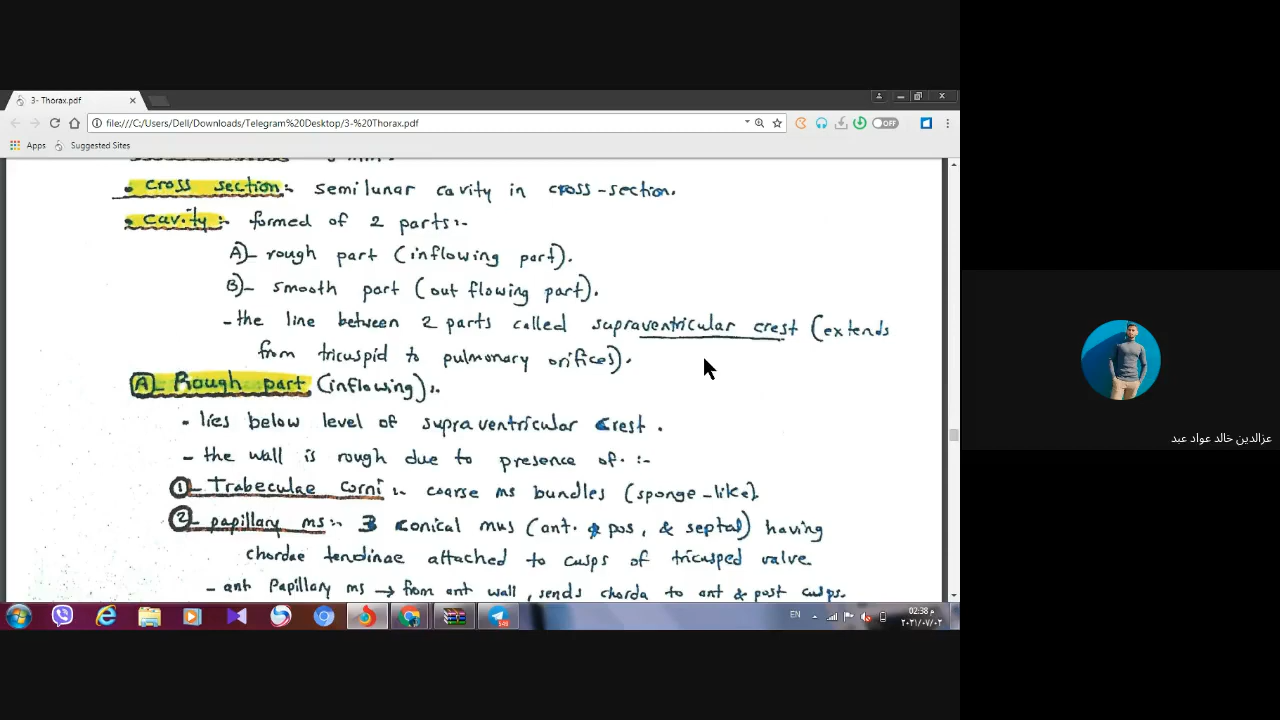 3- Thorax.pdf
file:///C:/Users/Dell/Downloads/Telegram%20Desktop/3-%20Thorax.pdf
OFF
Apps Suggested Sites
• cross section:- semilunar cavity in cross-section.
• cavity:- formed of 2 parts:-
A)- rough part (inflowing part).
B)- smooth part (out flowing part).
- the line between 2 parts called supraventricular crest (extends
from tricuspid to pulmonary orifices).
A- Rough part (inflowing):.
• lies below level of supraventricular Crest .
- the wall is rough due to presence of. :-
①- Trabeculae corni :. coarse ms bundles (sponge-like).
②- papillary ms:. 3 conical mus (ant. & pos, & septal) having
chordae tendinae attached to cusps of tricusped valve.
- ant Papillary ms → from ant wall, sends chorda to ant & post cusps.
عزالدين خالد عواد عبد
EN
02:38 م
٢٠٢١/٠٧/٠٢